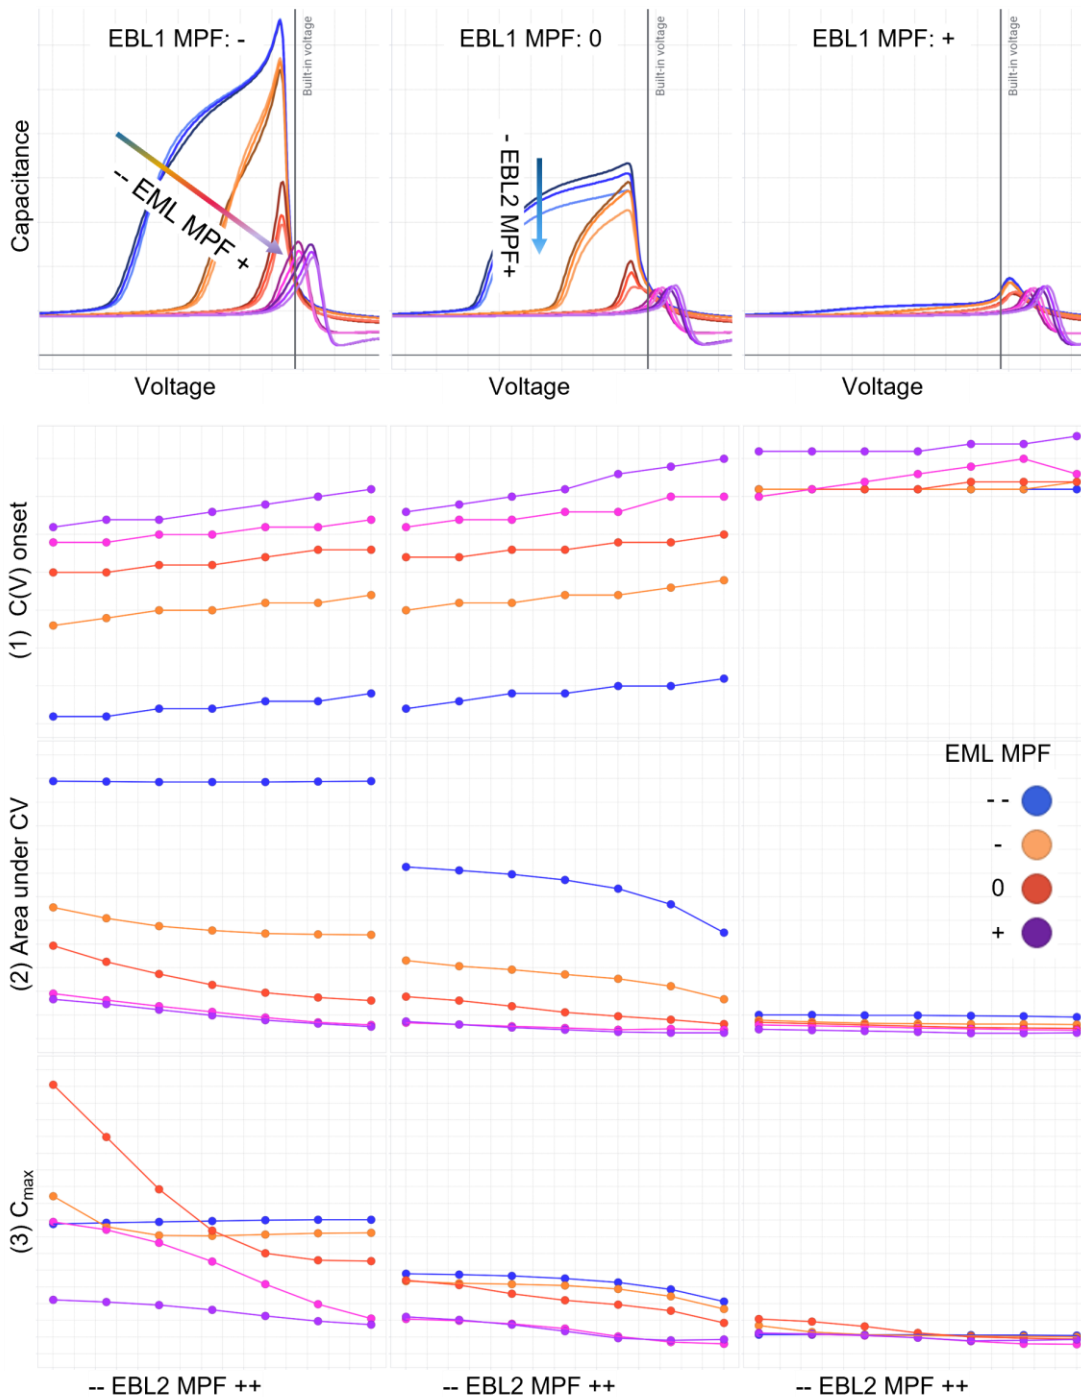 EBL1 MPF: -
EBL1 MPF: 0
EBL1 MPF: +
Built-in voltage
Built-in voltage
Built-in voltage
Capacitance
-- EML MPF +
- EBL2 MPF+
Voltage
Voltage
Voltage
(1) C(V) onset
(2) Area under CV
EML MPF
- -
-
0
+
(3) Cmax
-- EBL2 MPF ++
-- EBL2 MPF ++
-- EBL2 MPF ++